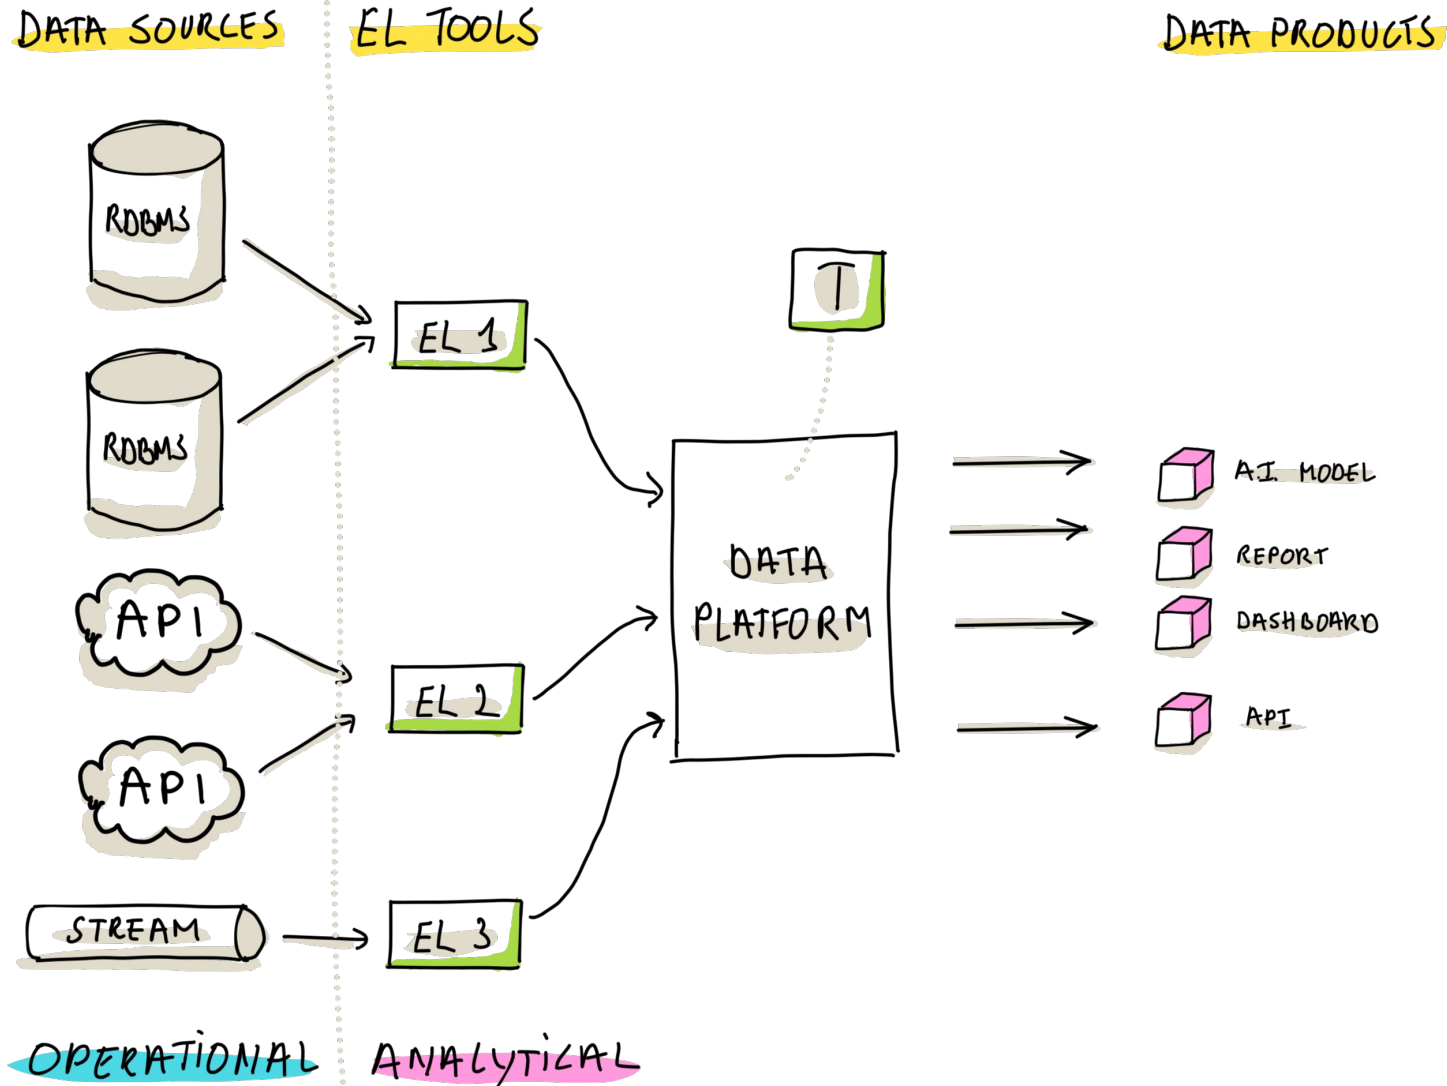 DATA SOURCES
EL TOOLS
DATA PRODUCTS
RDBMS
RDBMS
API
API
STREAM
EL 1
EL 2
EL 3
T
DATA
PLATFORM
A.I. MODEL
REPORT
DASHBOARD
API
OPERATIONAL
ANALYTICAL